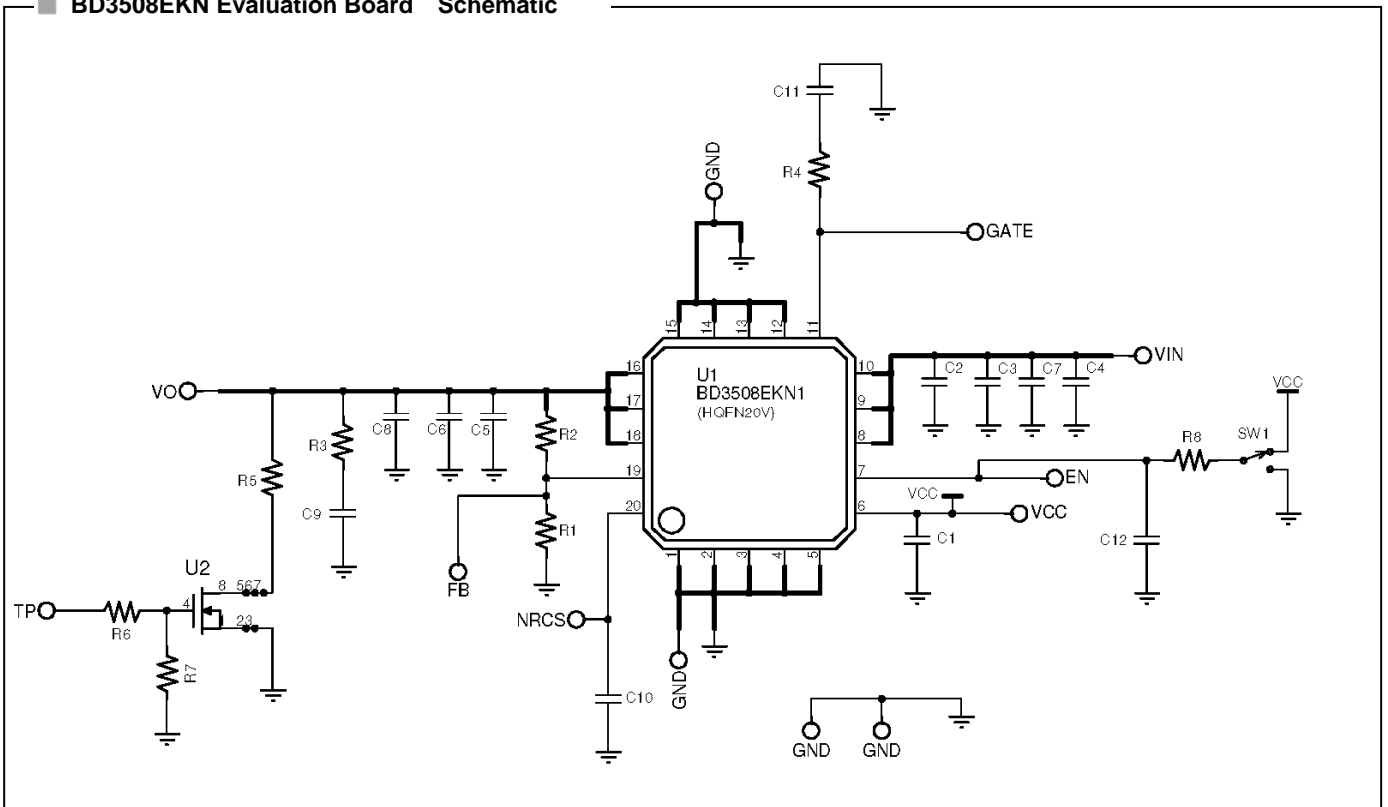 BD3508EKN Evaluation Board Schematic
C11
R4
GND
GATE
15
14
13
12
11
VO
16
17
18
19
20
U1
BD3508EKN1
(HQFN20V)
10
9
8
7
6
VIN
C2
C3
C7
C4
VCC
R8
SW1
EN
VCC
VCC
C1
C12
R3
C8
C6
C5
R2
R5
C9
R1
FB
1
2
3
4
5
U2
8 567
4
23
TP
R6
R7
NRCS
C10
GND
GND
GND